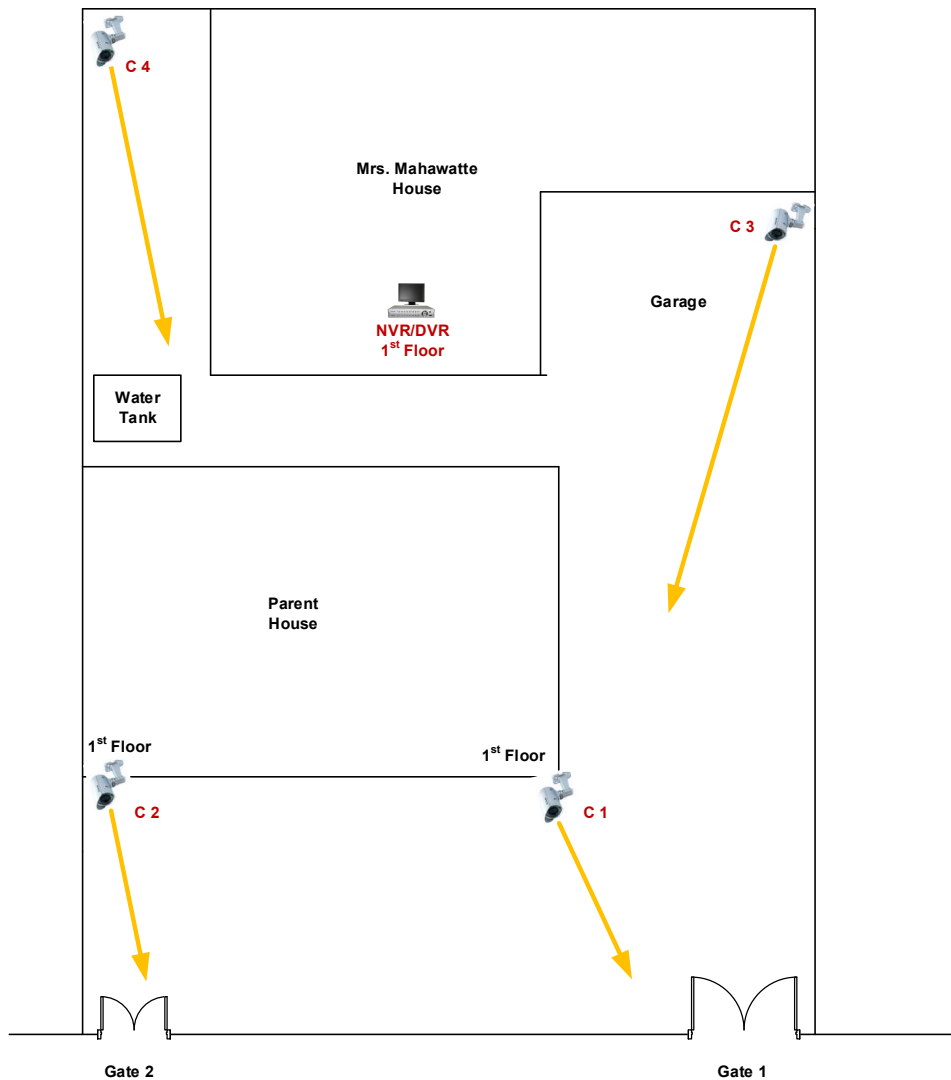 C 4
Mrs. Mahawatte
House
C 3
Garage
NVR/DVR
1st Floor
Water
Tank
Parent
House
1st Floor
1st Floor
C 2
C 1
Gate 2
Gate 1